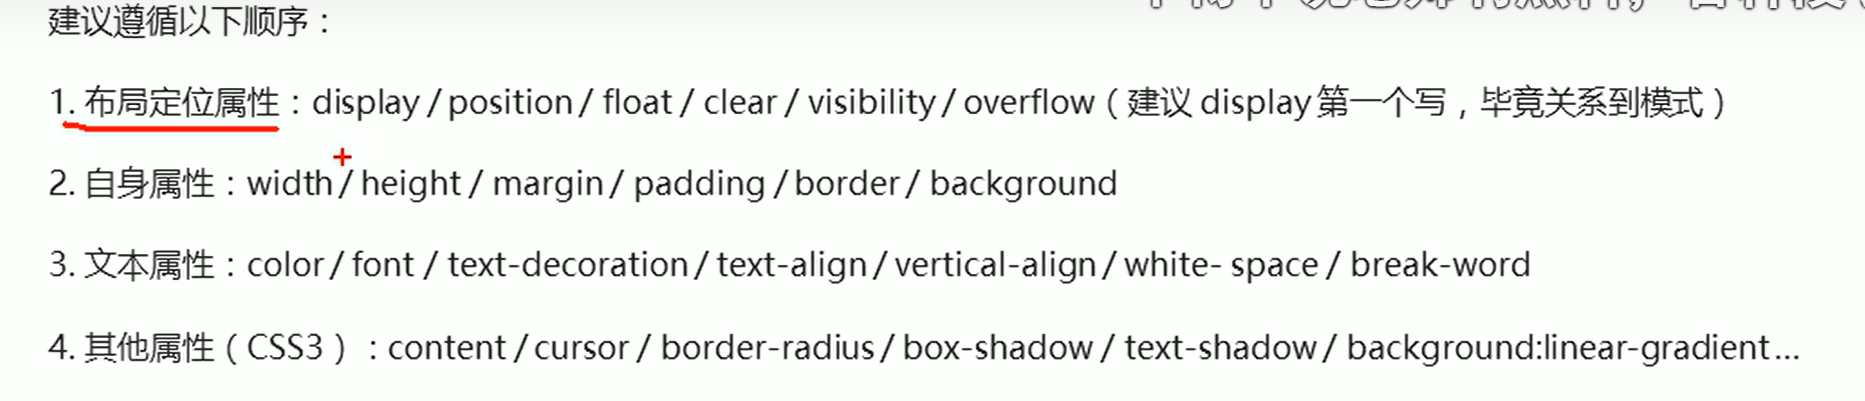 建议遵循以下顺序：
1. 布局定位属性：display / position / float / clear / visibility / overflow（建议 display 第一个写，毕竟关系到模式）
2. 自身属性：width / height / margin / padding / border / background
3. 文本属性：color / font / text-decoration / text-align / vertical-align / white- space / break-word
4. 其他属性（CSS3）：content / cursor / border-radius / box-shadow / text-shadow / background:linear-gradient...